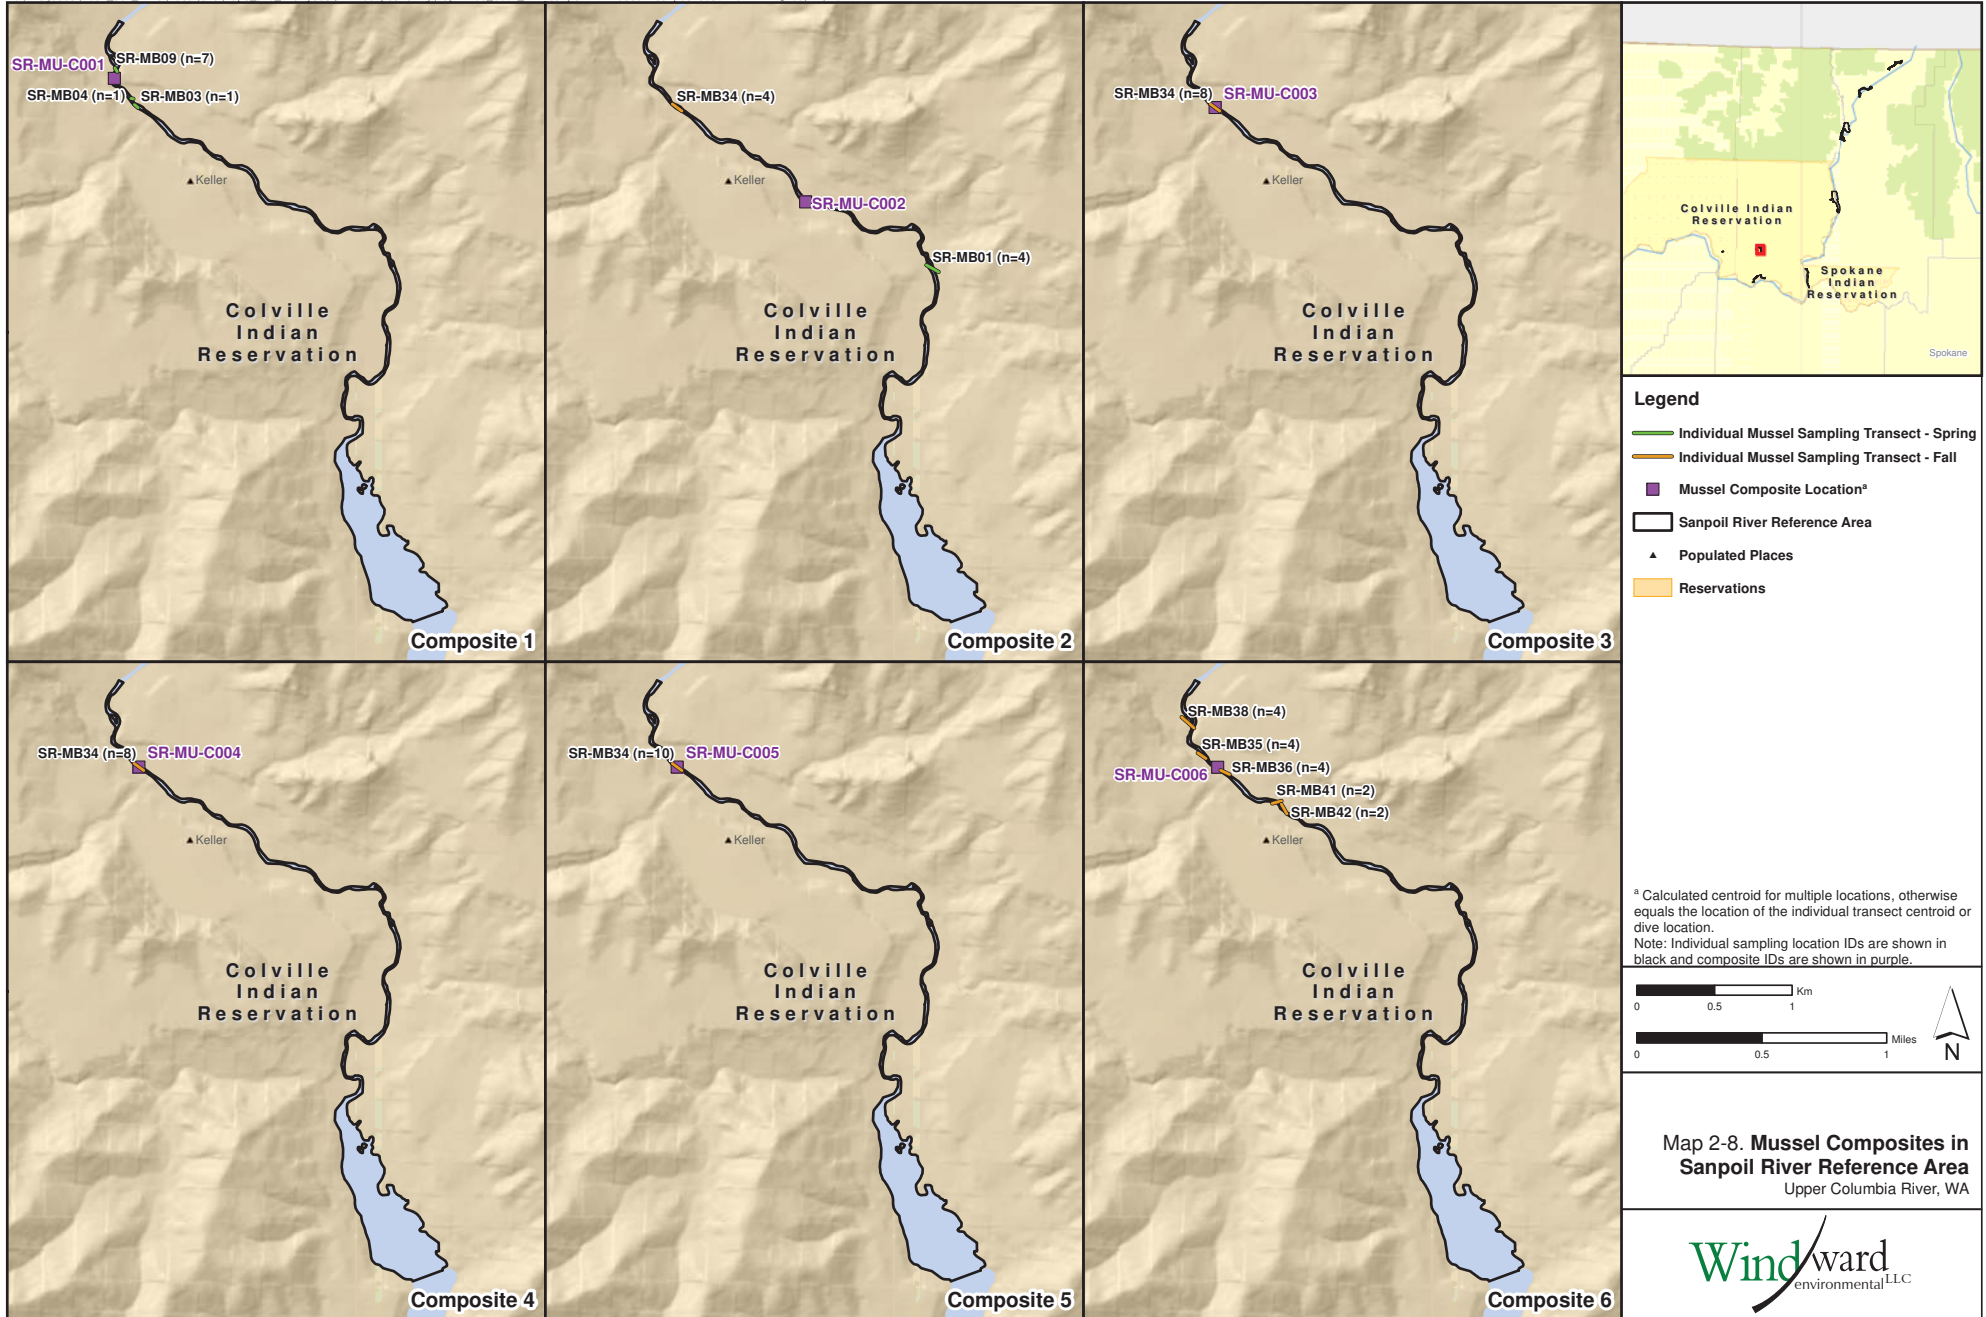 SR-MU-C001
SR-MB09 (n=7)
SR-MB04 (n=1)
SR-MB03 (n=1)
Keller
Colville
Indian
Reservation
Composite 1
SR-MB34 (n=4)
Keller
SR-MU-C002
SR-MB01 (n=4)
Colville
Indian
Reservation
Composite 2
SR-MB34 (n=8)
SR-MU-C003
Keller
Colville
Indian
Reservation
Composite 3
SR-MB34 (n=8)
SR-MU-C004
Keller
Colville
Indian
Reservation
Composite 4
SR-MB34 (n=10)
SR-MU-C005
Keller
Colville
Indian
Reservation
Composite 5
SR-MB38 (n=4)
SR-MB35 (n=4)
SR-MU-C006
SR-MB36 (n=4)
SR-MB41 (n=2)
SR-MB42 (n=2)
Keller
Colville
Indian
Reservation
Composite 6
Colville Indian
Reservation
Spokane
Indian
Reservation
Spokane
Legend
Individual Mussel Sampling Transect - Spring
Individual Mussel Sampling Transect - Fall
Mussel Composite Locationᵃ
Sanpoil River Reference Area
Populated Places
Reservations
ᵃ Calculated centroid for multiple locations, otherwise
equals the location of the individual transect centroid or
dive location.
Note: Individual sampling location IDs are shown in
black and composite IDs are shown in purple.
Km
0 0.5 1
Miles
0 0.5 1
N
Map 2-8. Mussel Composites in
Sanpoil River Reference Area
Upper Columbia River, WA
Windward
environmental LLC